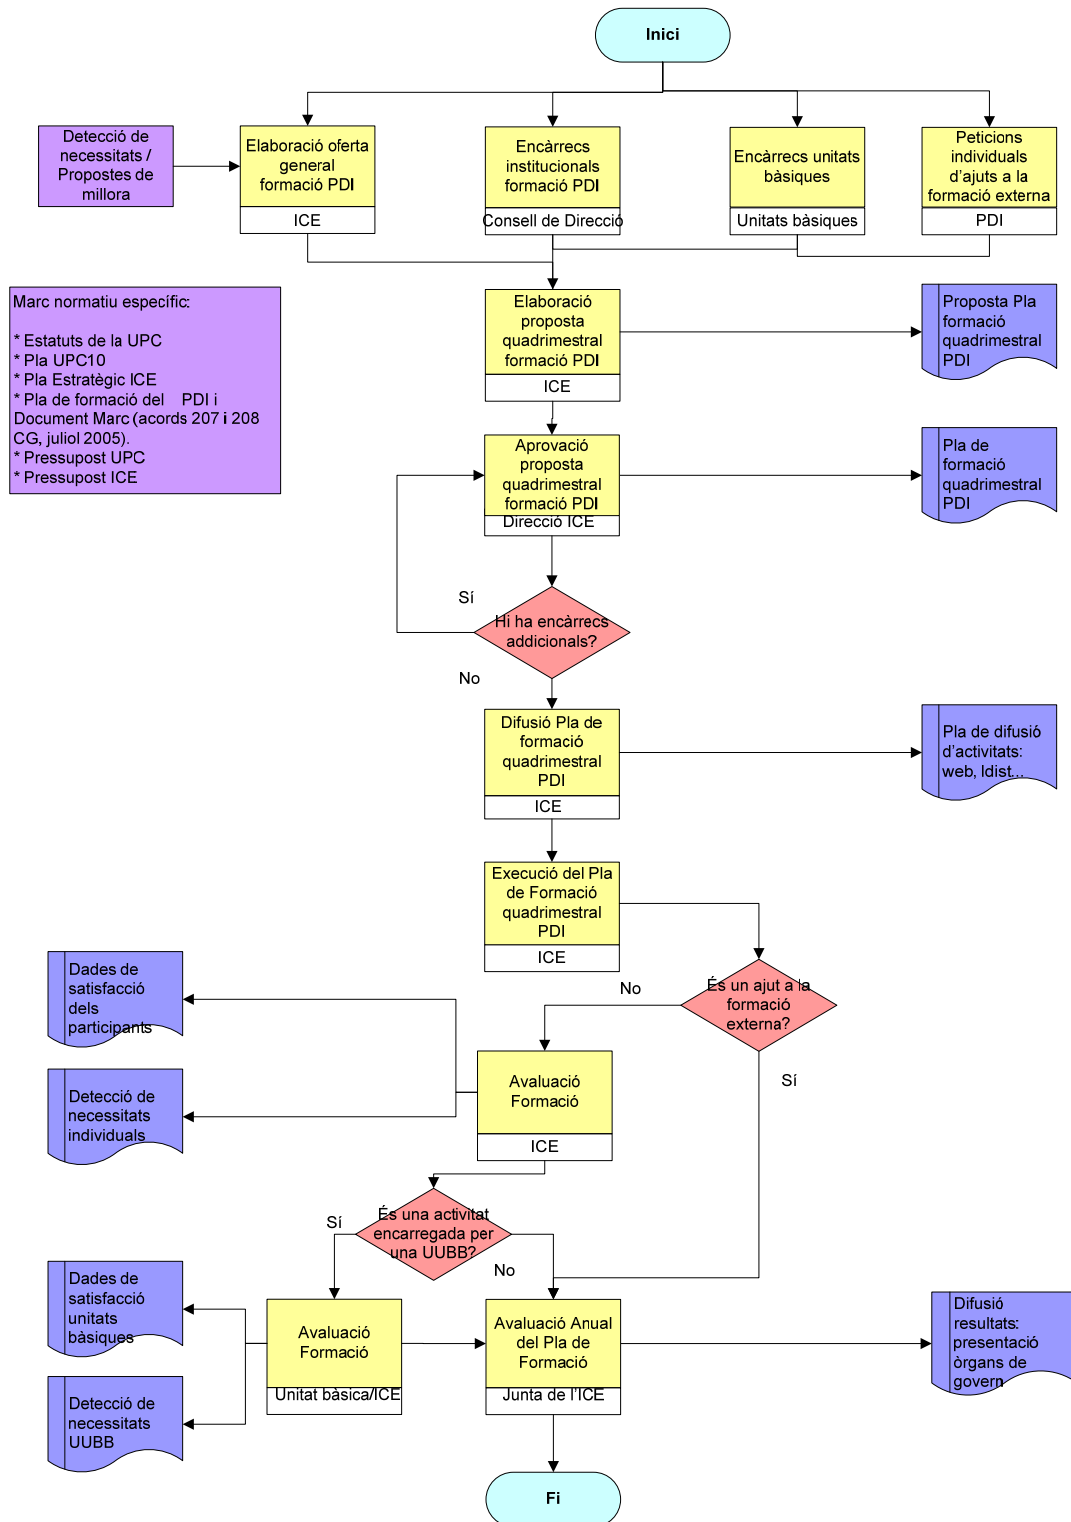 Inici
Detecció de
necessitats /
Propostes de
millora
Elaboració oferta
general
formació PDI
ICE
Encàrrecs
institucionals
formació PDI
Consell de Direcció
Encàrrecs unitats
bàsiques
Unitats bàsiques
Peticions
individuals
d'ajuts a la
formació externa
PDI
Marc normatiu específic:
* Estatuts de la UPC
* Pla UPC10
* Pla Estratègic ICE
* Pla de formació del PDI i
Document Marc (acords 207 i 208
CG, juliol 2005).
* Pressupost UPC
* Pressupost ICE
Elaboració
proposta
quadrimestral
formació PDI
ICE
Proposta Pla
formació
quadrimestral
PDI
Aprovació
proposta
quadrimestral
formació PDI
Direcció ICE
Pla de
formació
quadrimestral
PDI
Sí
Hi ha encàrrecs
addicionals?
No
Difusió Pla de
formació
quadrimestral
PDI
ICE
Pla de difusió
d'activitats:
web, ldist...
Execució del Pla
de Formació
quadrimestral
PDI
ICE
És un ajut a la
formació
externa?
No
Sí
Dades de
satisfacció
dels
participants
Detecció de
necessitats
individuals
Avaluació
Formació
ICE
És una activitat
encarregada per
una UUBB?
Sí
No
Dades de
satisfacció
unitats
bàsiques
Detecció de
necessitats
UUBB
Avaluació
Formació
Unitat bàsica/ICE
Avaluació Anual
del Pla de
Formació
Junta de l'ICE
Difusió
resultats:
presentació
òrgans de
govern
Fi